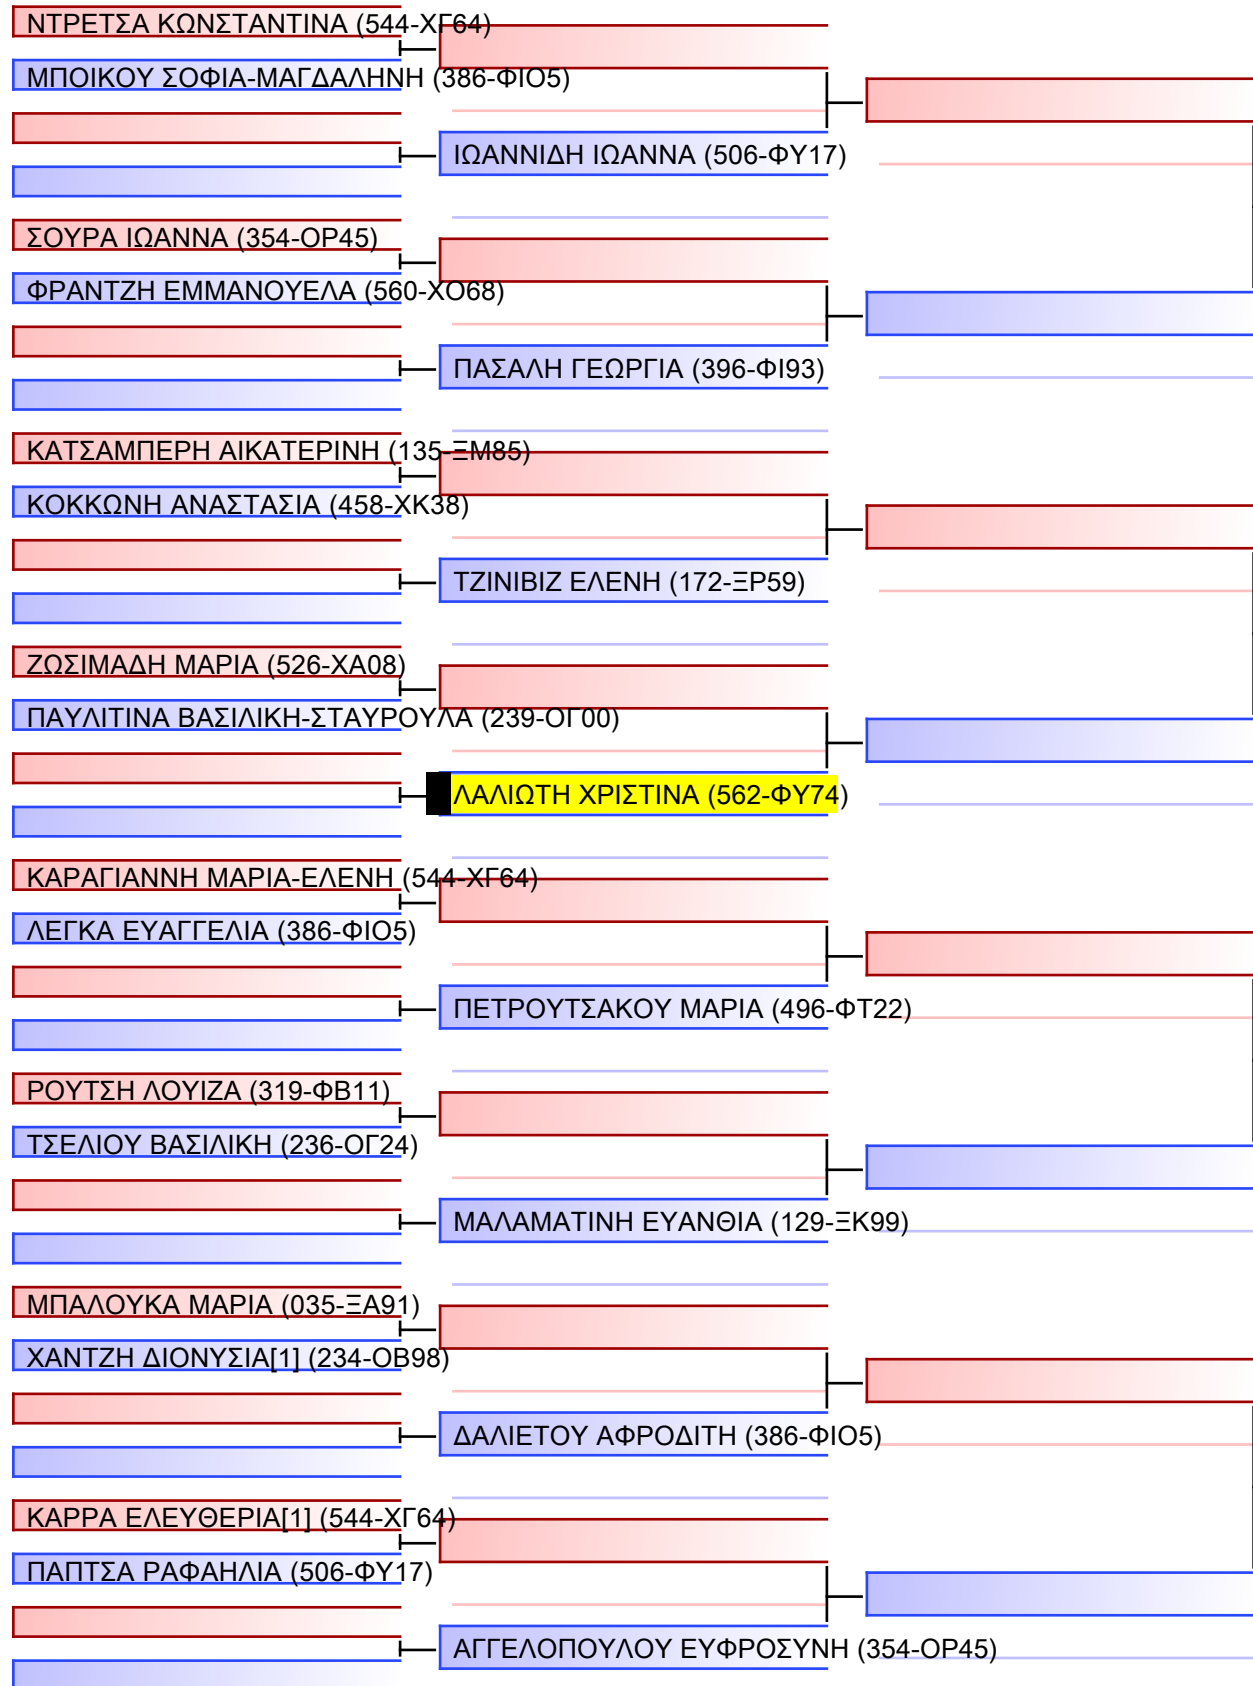 ΝΤΡΕΤΣΑ ΚΩΝΣΤΑΝΤΙΝΑ (544-ΧΓ64)
ΜΠΟΙΚΟΥ ΣΟΦΙΑ-ΜΑΓΔΑΛΗΝΗ (386-ΦΙΟ5)
ΙΩΑΝΝΙΔΗ ΙΩΑΝΝΑ (506-ΦΥ17)
ΣΟΥΡΑ ΙΩΑΝΝΑ (354-ΟΡ45)
ΦΡΑΝΤΖΗ ΕΜΜΑΝΟΥΕΛΑ (560-ΧΟ68)
ΠΑΣΑΛΗ ΓΕΩΡΓΙΑ (396-ΦΙ93)
ΚΑΤΣΑΜΠΕΡΗ ΑΙΚΑΤΕΡΙΝΗ (135-ΞΜ85)
ΚΟΚΚΩΝΗ ΑΝΑΣΤΑΣΙΑ (458-ΧΚ38)
ΤΖΙΝΙΒΙΖ ΕΛΕΝΗ (172-ΞΡ59)
ΖΩΣΙΜΑΔΗ ΜΑΡΙΑ (526-ΧΑ08)
ΠΑΥΛΙΤΙΝΑ ΒΑΣΙΛΙΚΗ-ΣΤΑΥΡΟΥΛΑ (239-ΟΓ00)
ΛΑΛΙΩΤΗ ΧΡΙΣΤΙΝΑ (562-ΦΥ74)
ΚΑΡΑΓΙΑΝΝΗ ΜΑΡΙΑ-ΕΛΕΝΗ (544-ΧΓ64)
ΛΕΓΚΑ ΕΥΑΓΓΕΛΙΑ (386-ΦΙΟ5)
ΠΕΤΡΟΥΤΣΑΚΟΥ ΜΑΡΙΑ (496-ΦΤ22)
ΡΟΥΤΣΗ ΛΟΥΙΖΑ (319-ΦΒ11)
ΤΣΕΛΙΟΥ ΒΑΣΙΛΙΚΗ (236-ΟΓ24)
ΜΑΛΑΜΑΤΙΝΗ ΕΥΑΝΘΙΑ (129-ΞΚ99)
ΜΠΑΛΟΥΚΑ ΜΑΡΙΑ (035-ΞΑ91)
ΧΑΝΤΖΗ ΔΙΟΝΥΣΙΑ[1] (234-ΟΒ98)
ΔΑΛΙΕΤΟΥ ΑΦΡΟΔΙΤΗ (386-ΦΙΟ5)
ΚΑΡΡΑ ΕΛΕΥΘΕΡΙΑ[1] (544-ΧΓ64)
ΠΑΠΤΣΑ ΡΑΦΑΗΛΙΑ (506-ΦΥ17)
ΑΓΓΕΛΟΠΟΥΛΟΥ ΕΥΦΡΟΣΥΝΗ (354-ΟΡ45)